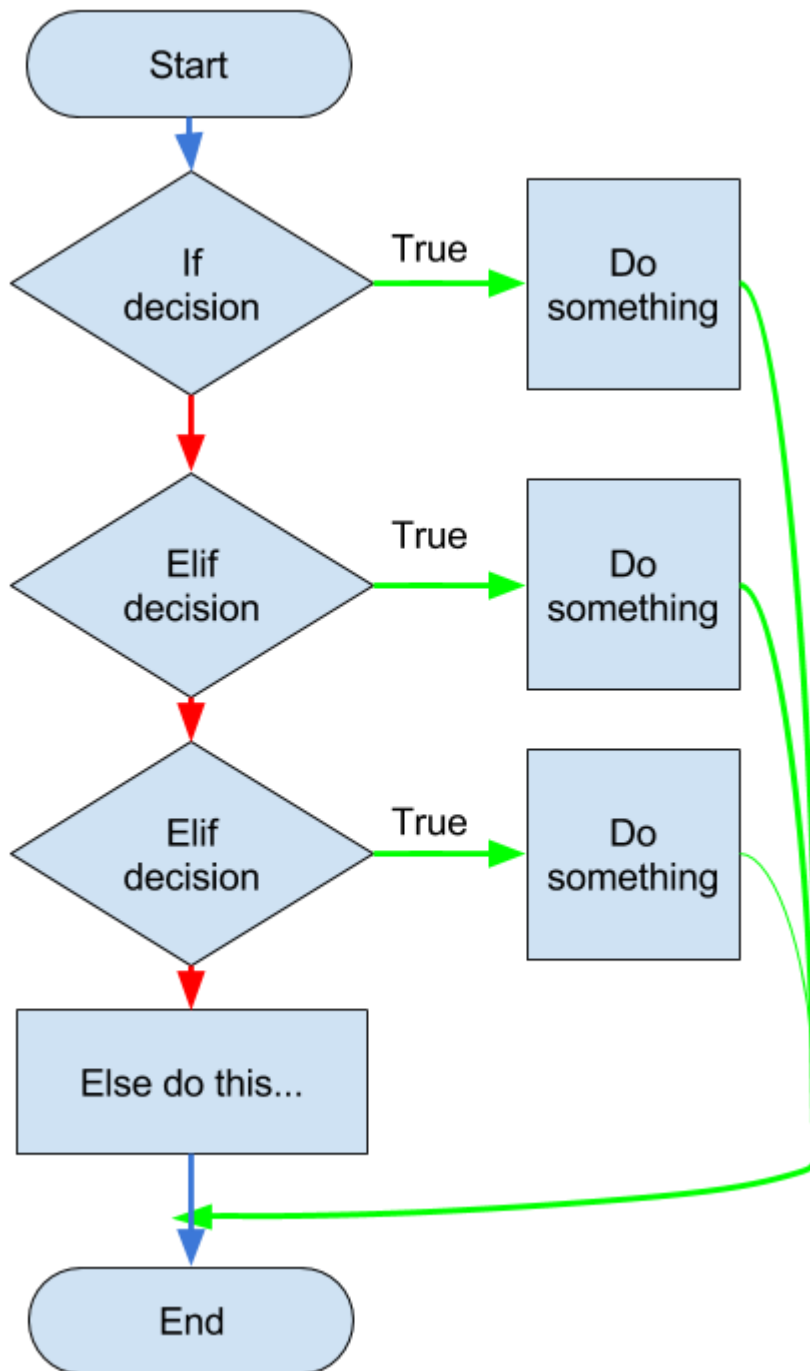 Start
If
decision
True
Do
something
Elif
decision
True
Do
something
Elif
decision
True
Do
something
Else do this...
End